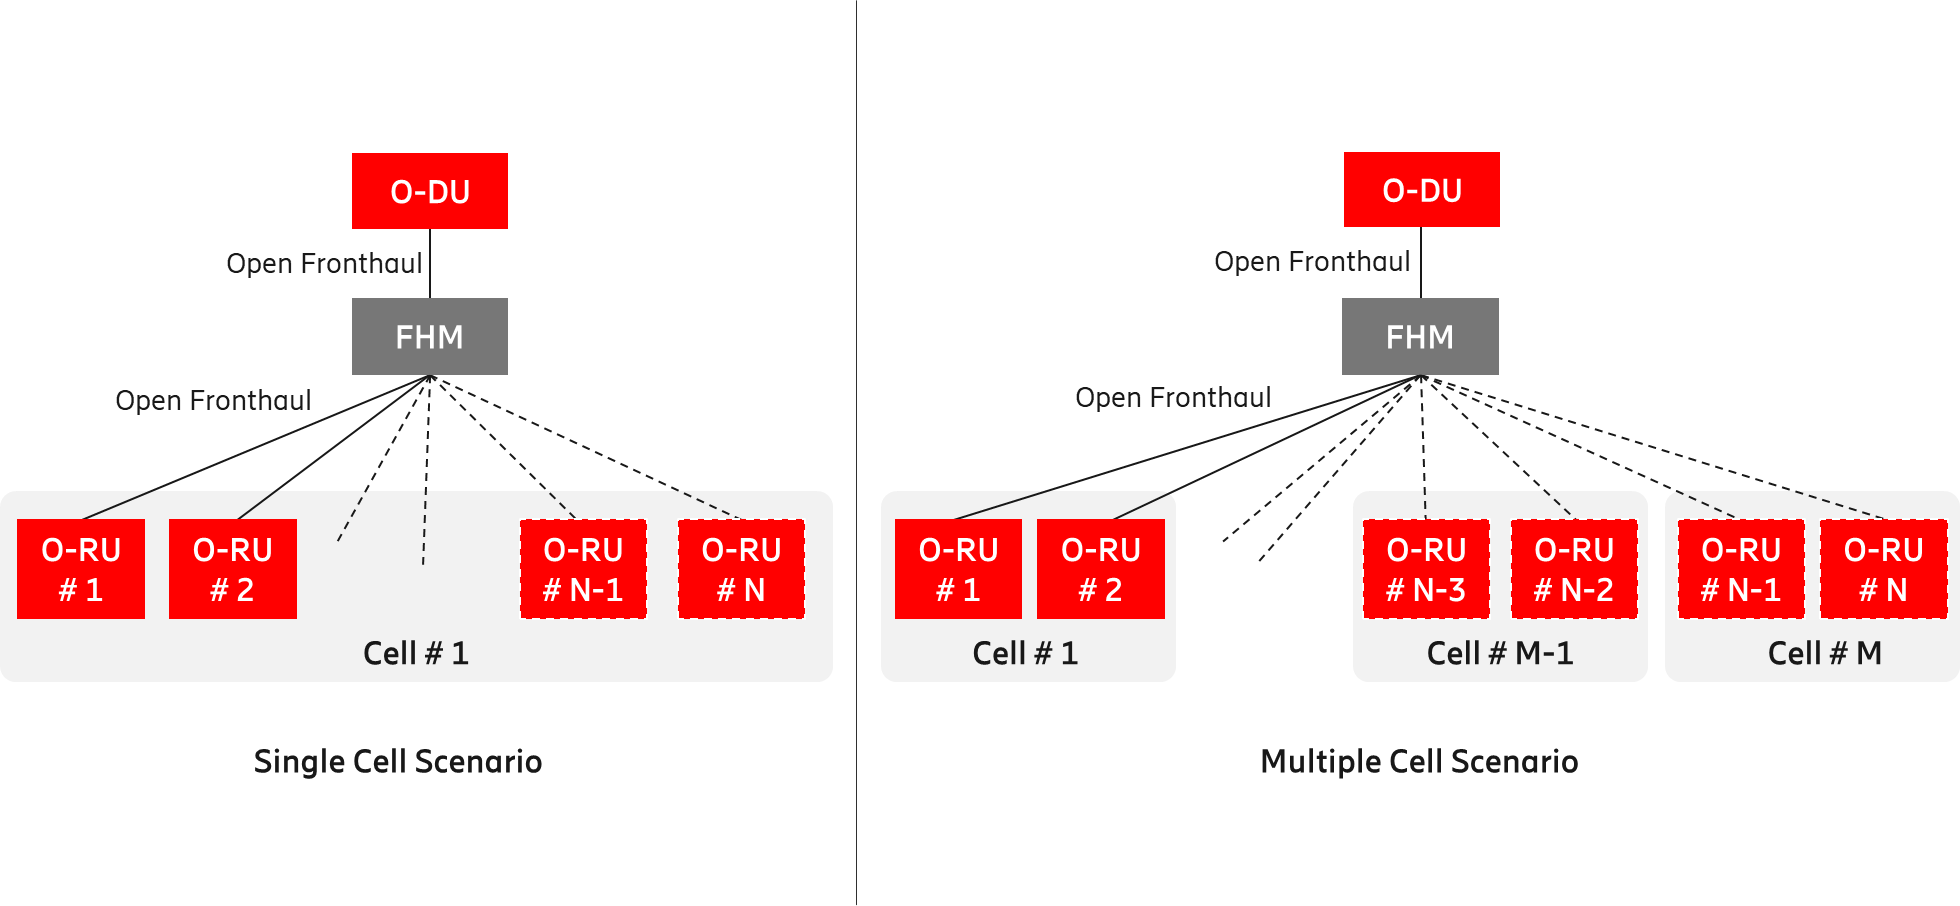 O-DU
Open Fronthaul
FHM
Open Fronthaul
O-RU
# 1
O-RU
# 2
O-RU
# N-1
O-RU
# N
Cell # 1
Single Cell Scenario
O-DU
Open Fronthaul
FHM
Open Fronthaul
O-RU
# 1
O-RU
# 2
Cell # 1
O-RU
# N-3
O-RU
# N-2
Cell # M-1
O-RU
# N-1
O-RU
# N
Cell # M
Multiple Cell Scenario